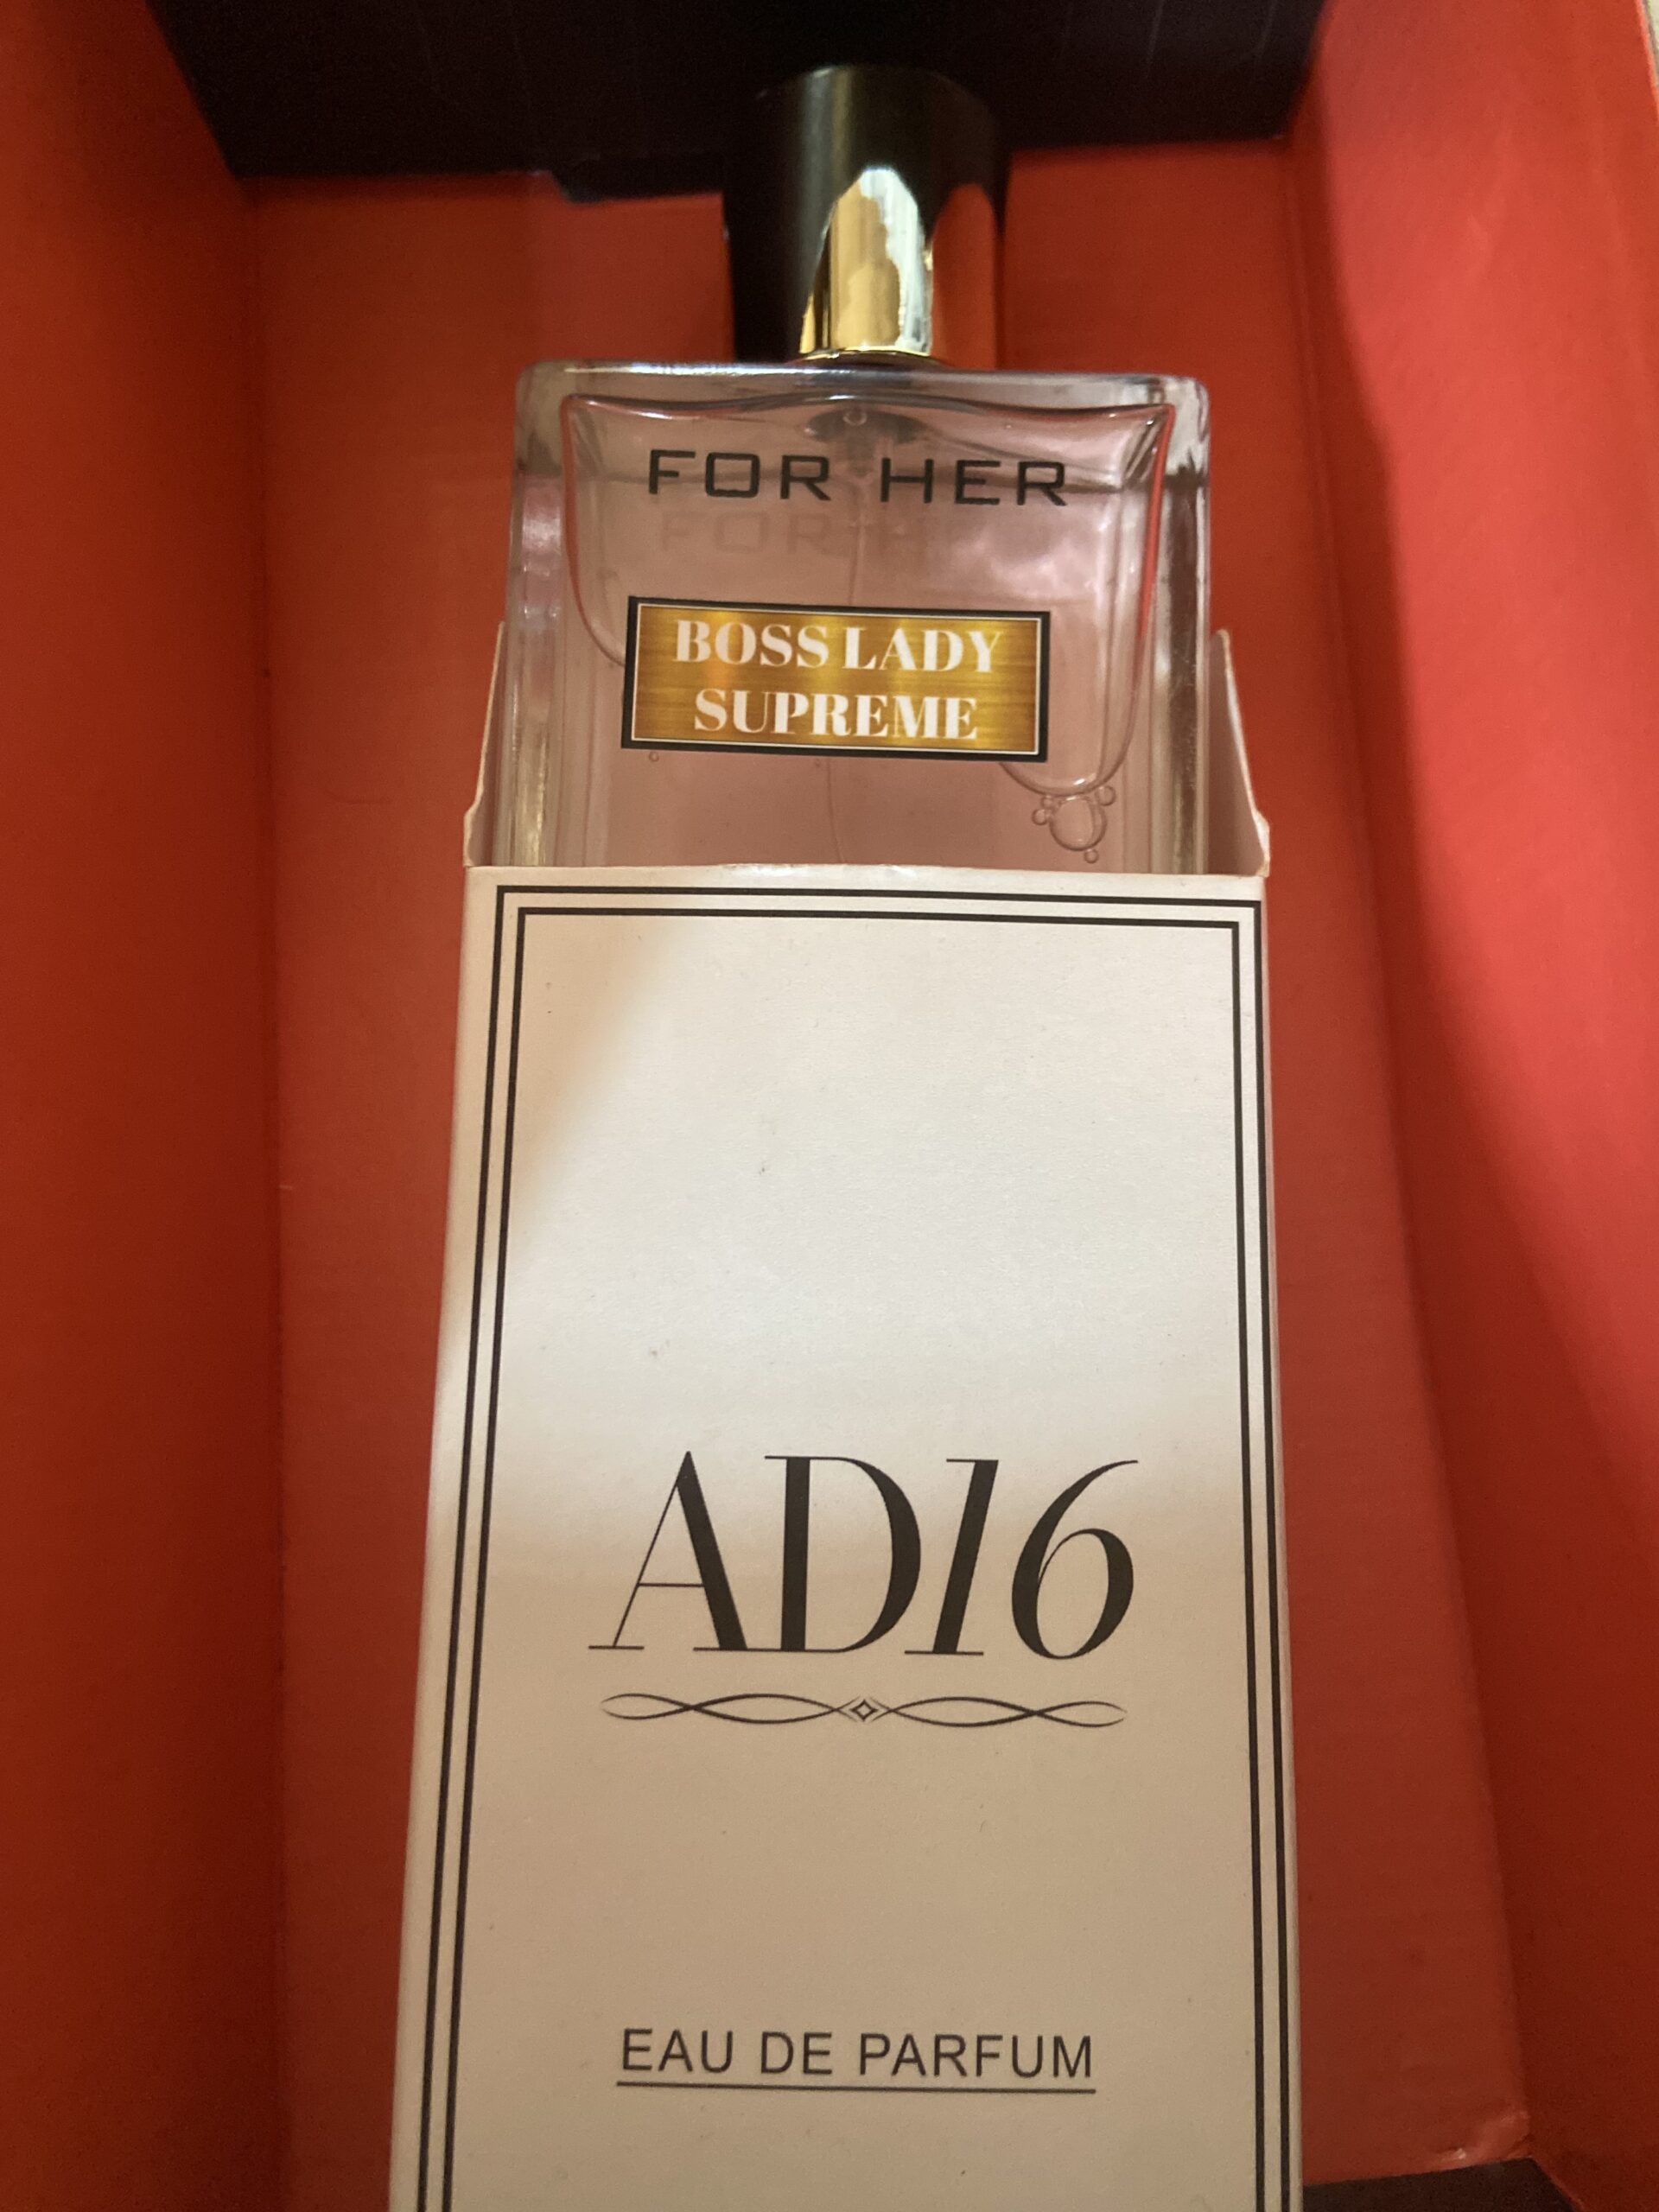 FOR HER
BOSS LADY
SUPREME
AD16
EAU DE PARFUM